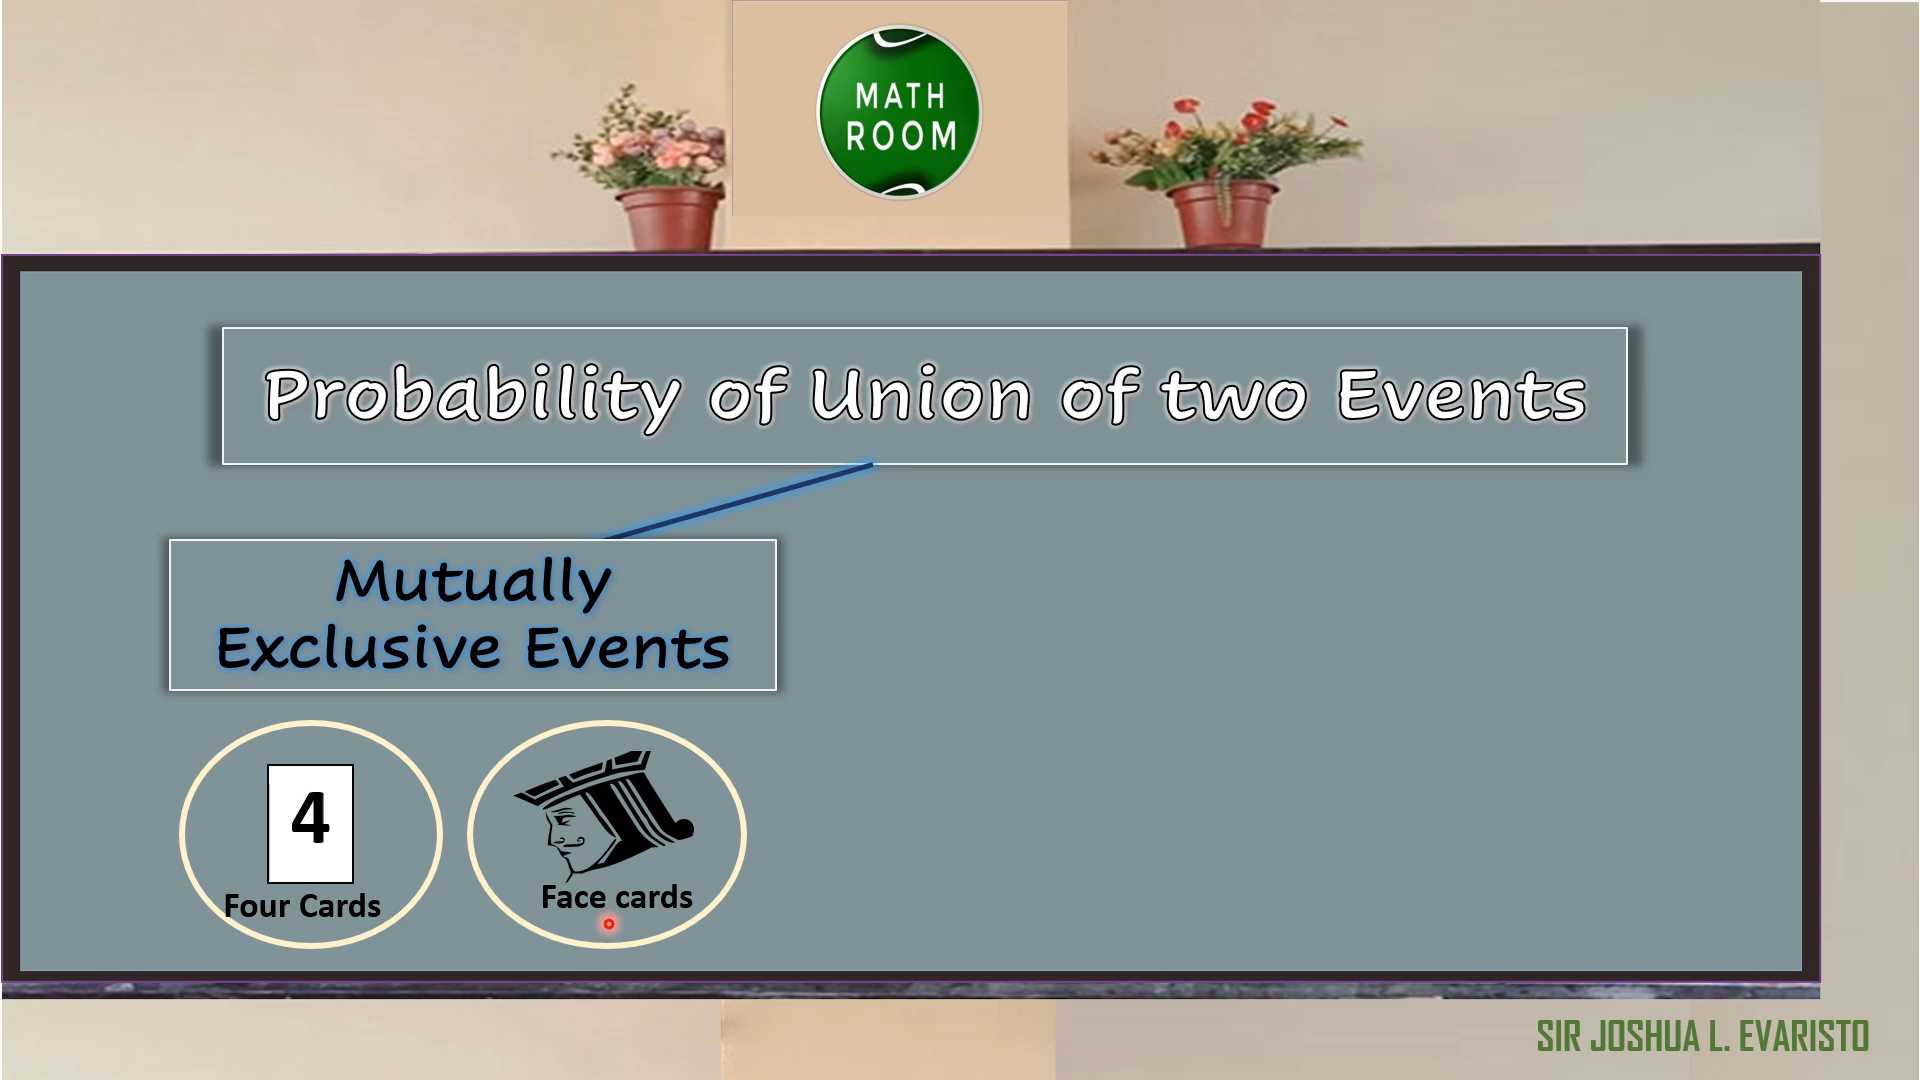 MATH
ROOM
Probability of Union of two Events
Mutually
Exclusive Events
4
Four Cards
Face cards
SIR JOSHUA L. EVARISTO